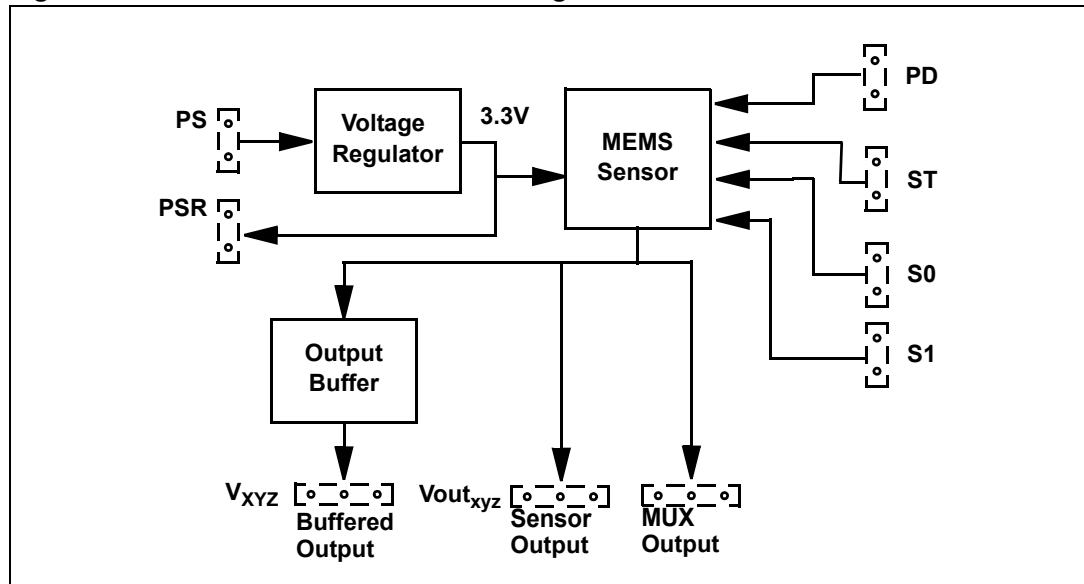 PS
Voltage
Regulator
3.3V
MEMS
Sensor
PD
ST
PSR
S0
S1
Output
Buffer
VXYZ
Buffered
Output
Voutxyz
Sensor
Output
MUX
Output